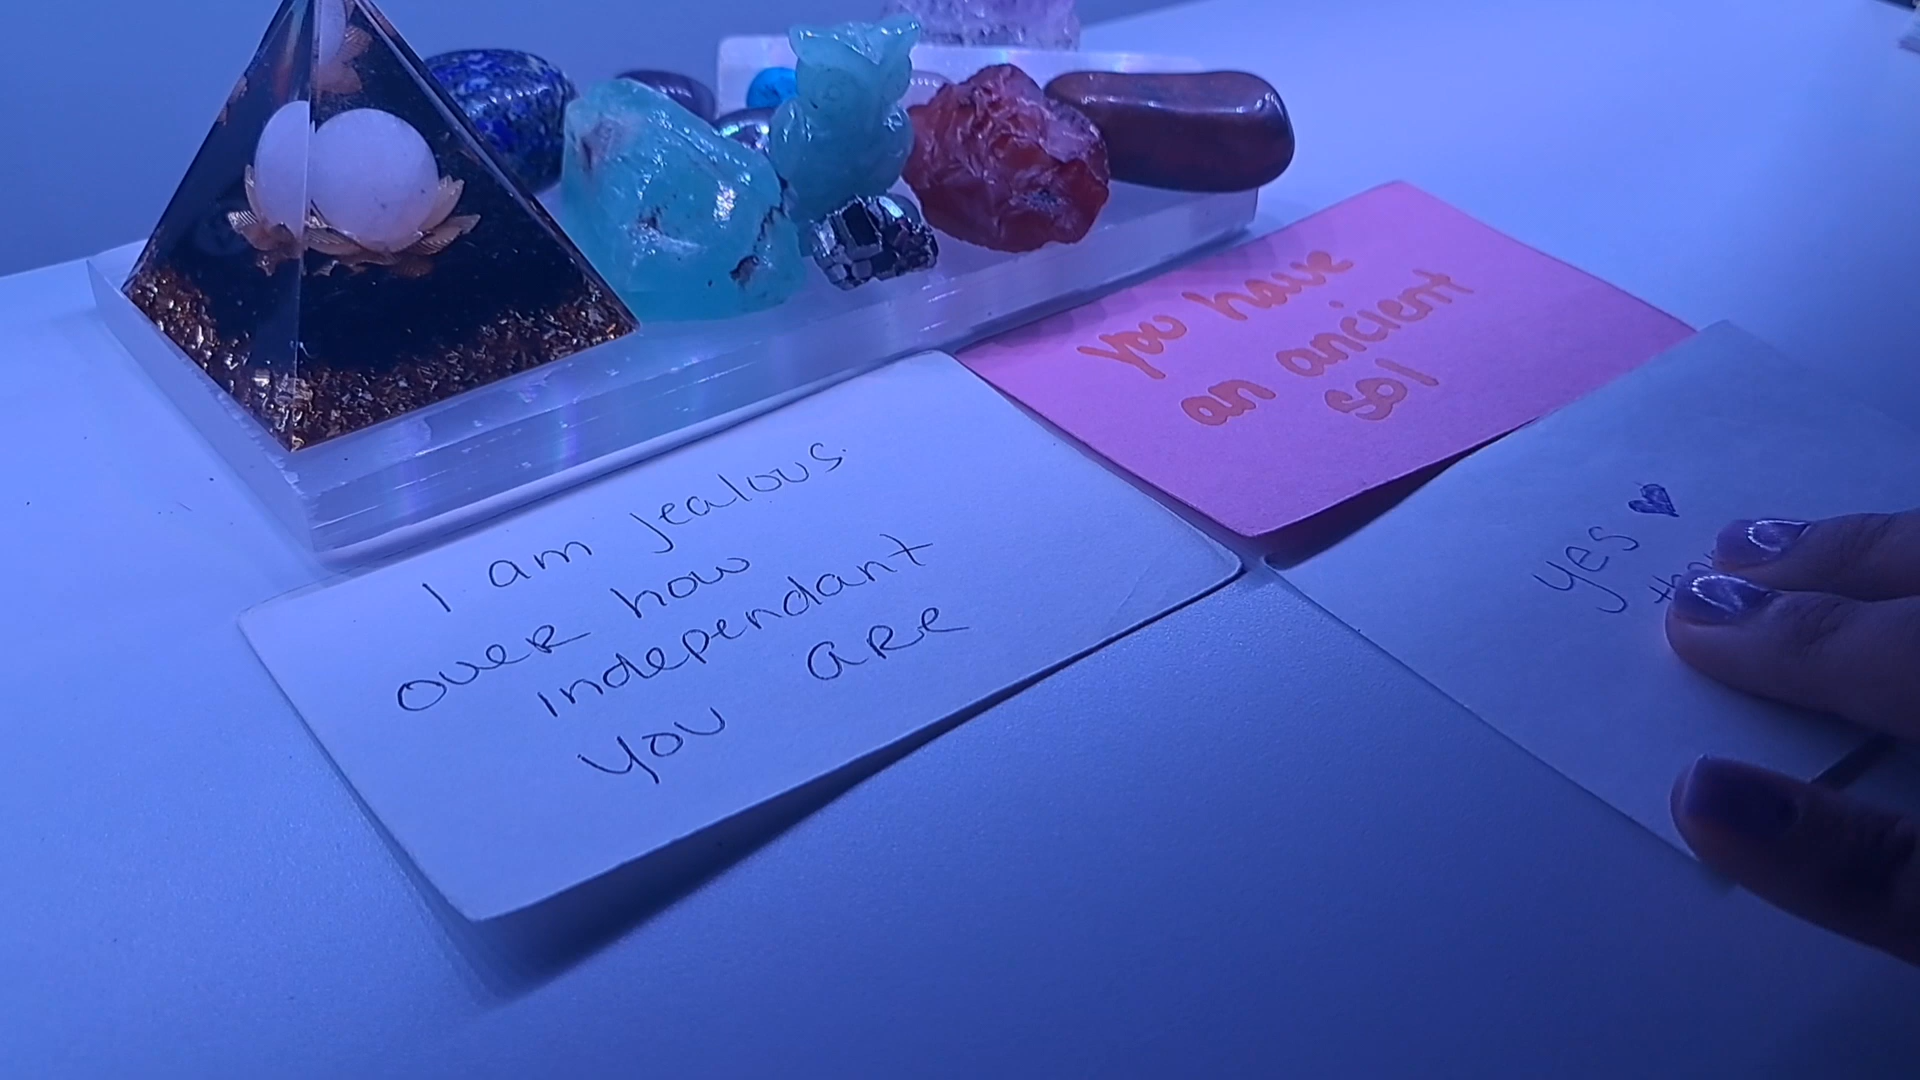 I am jealous
over how
independant
you are
you have
an ancient
sol
yes